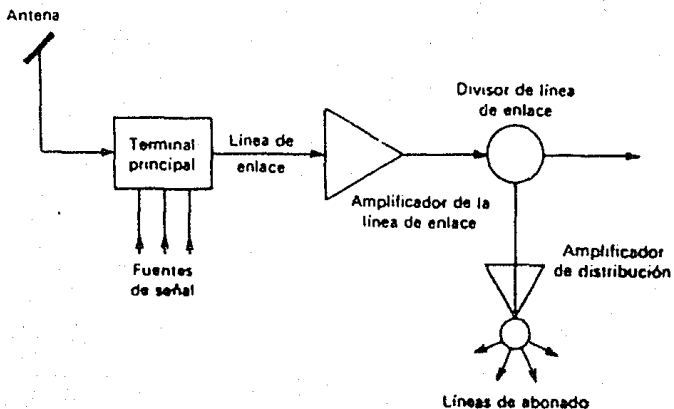 Antena
Divisor de línea
de enlace
Terminal
principal
Línea de
enlace
Amplificador de la
línea de enlace
Fuentes
de señal
Amplificador
de distribución
Líneas de abonado